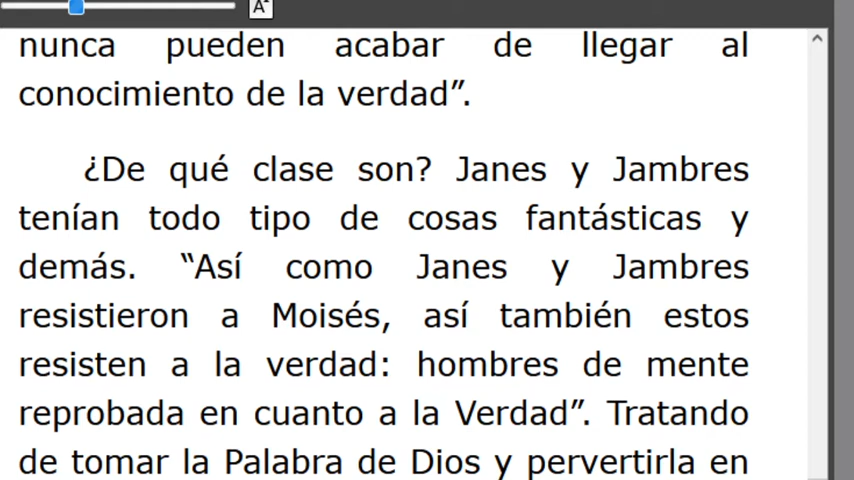 A
nunca pueden acabar de llegar al
conocimiento de la verdad”.
¿De qué clase son? Janes y Jambres
tenían todo tipo de cosas fantásticas y
demás. “Así como Janes y Jambres
resistieron a Moisés, así también estos
resisten a la verdad: hombres de mente
reprobada en cuanto a la Verdad”. Tratando
de tomar la Palabra de Dios y pervertirla en